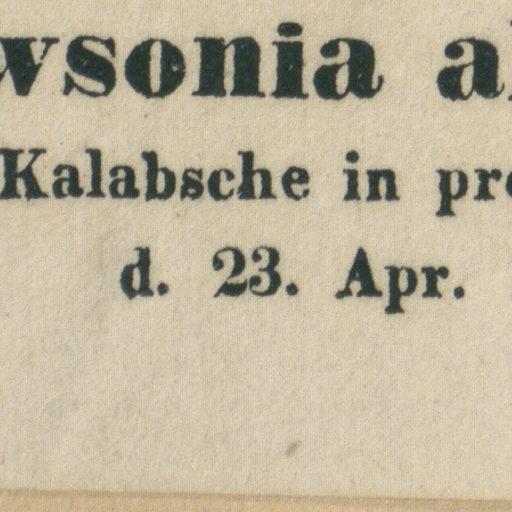 wsonia a
Kalabsche in pr
d. 23. Apr.